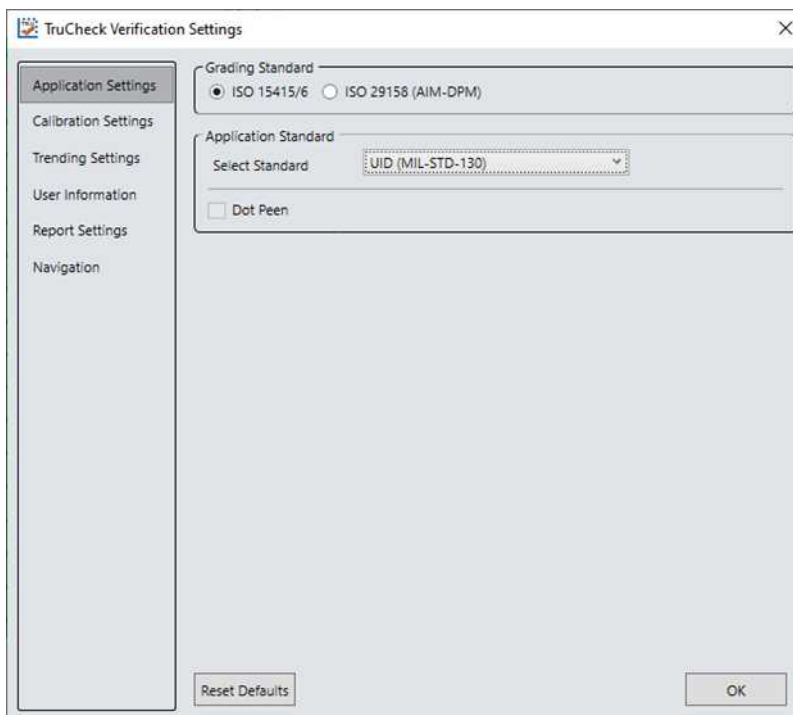 TruCheck Verification Settings
Application Settings
Calibration Settings
Trending Settings
User Information
Report Settings
Navigation
Grading Standard
ISO 15415/6 ISO 29158 (AIM-DPM)
Application Standard
Select Standard UID (MIL-STD-130)
Dot Peen
Reset Defaults OK